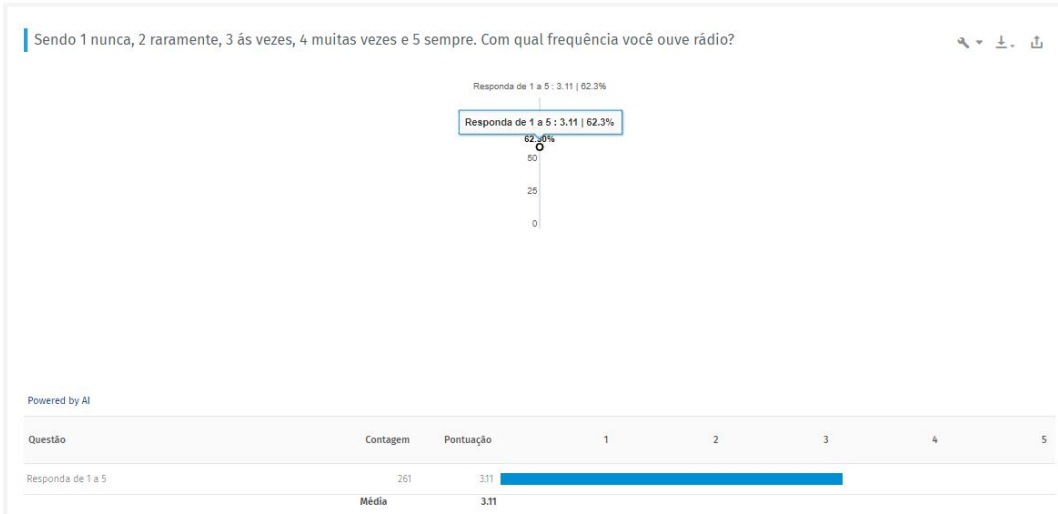 Sendo 1 nunca, 2 raramente, 3 ás vezes, 4 muitas vezes e 5 sempre. Com qual frequência você ouve rádio?
Responda de 1 a 5 : 3.11 | 62.3%
Responda de 1 a 5 : 3.11 | 62.3%
62.30%
50
25
0
Powered by AI
Questão Contagem Pontuação 1 2 3 4 5
Responda de 1 a 5 261 3.11
Média 3.11